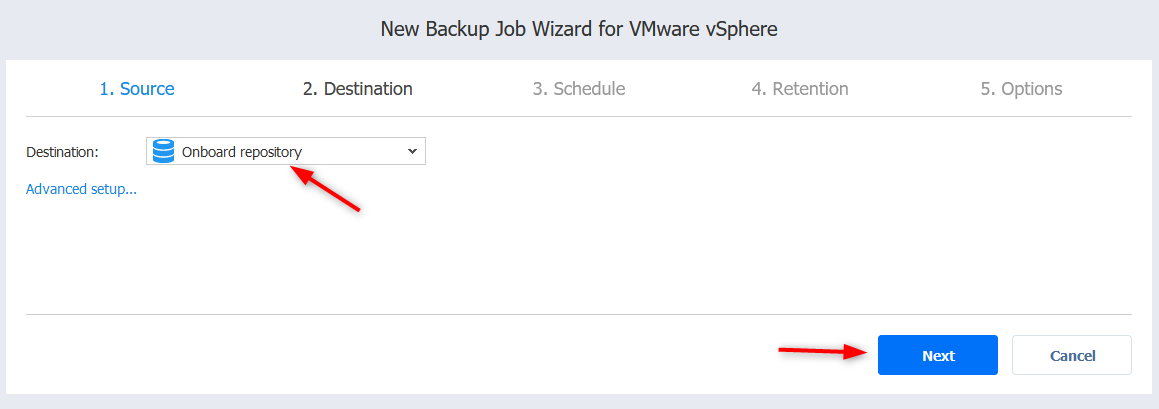 New Backup Job Wizard for VMware vSphere
1. Source 2. Destination 3. Schedule 4. Retention 5. Options
Destination: Onboard repository
Advanced setup...
Next Cancel